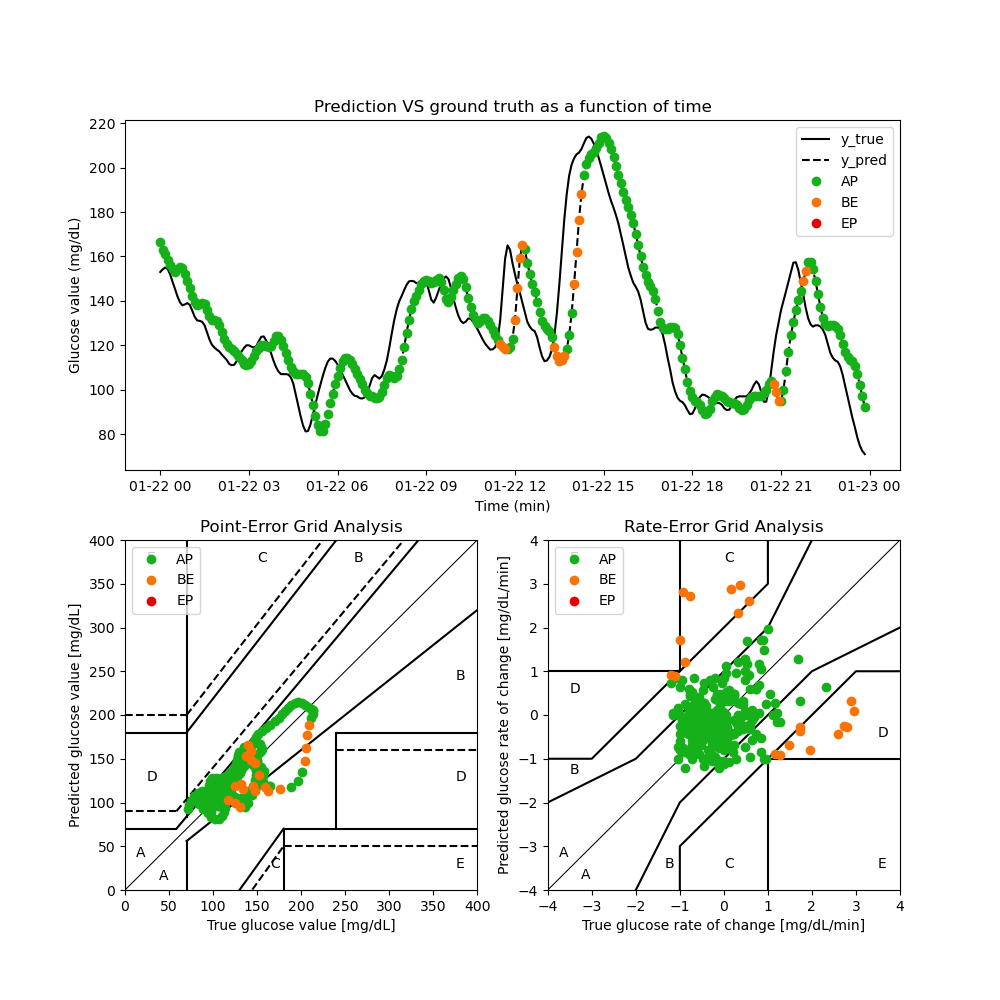 Prediction VS ground truth as a function of time
Glucose value (mg/dL)
220
200
180
160
140
120
100
80
y_true
y_pred
AP
BE
EP
01-22 00 01-22 03 01-22 06 01-22 09 01-22 12 01-22 15 01-22 18 01-22 21 01-23 00
Time (min)
Point-Error Grid Analysis
Predicted glucose value [mg/dL]
400
350
300
250
200
150
100
50
0
AP
BE
EP
C
B
B
D
D
A
A
C
E
0 50 100 150 200 250 300 350 400
True glucose value [mg/dL]
Rate-Error Grid Analysis
Predicted glucose rate of change [mg/dL/min]
4
3
2
1
0
−1
−2
−3
−4
AP
BE
EP
C
D
D
B
A
A
B
C
E
−4 −3 −2 −1 0 1 2 3 4
True glucose rate of change [mg/dL/min]